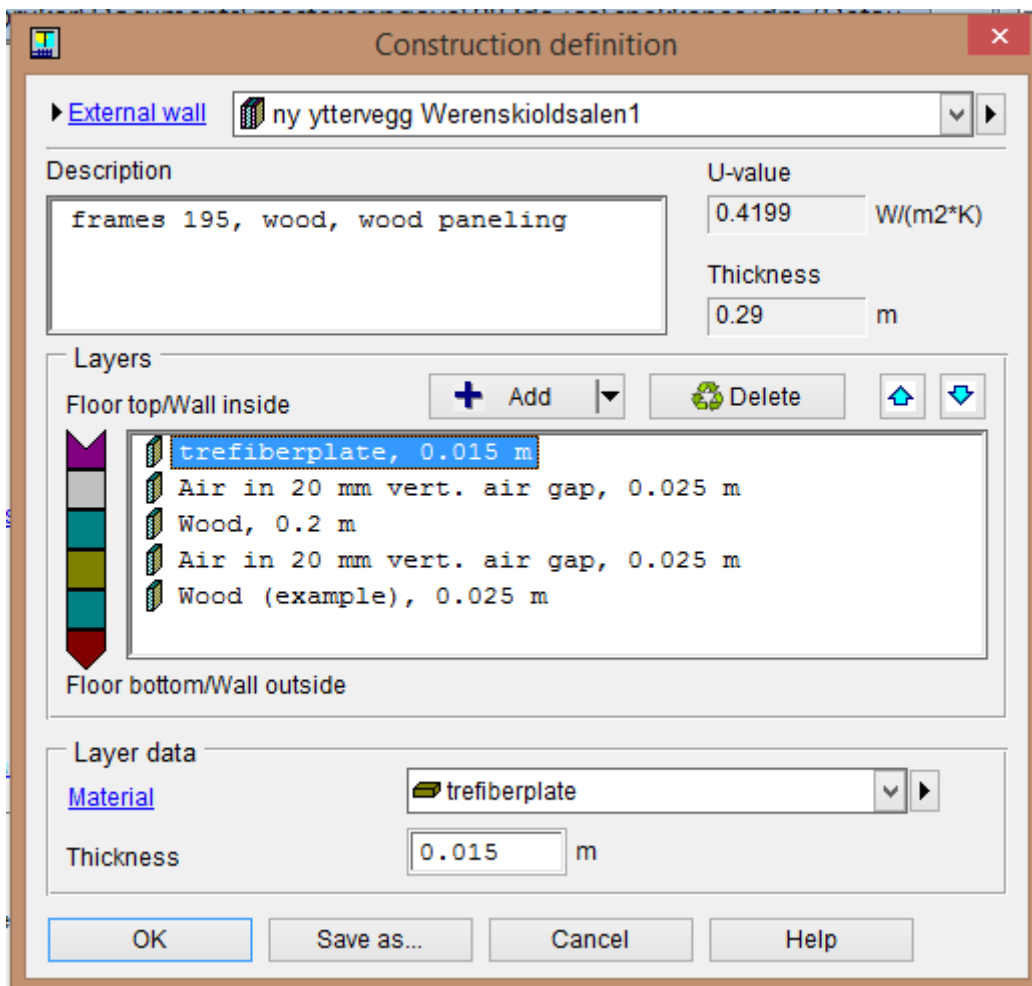 Construction definition
External wall ny yttervegg Werenskioldsalen1
Description
U-value
frames 195, wood, wood paneling
0.4199 W/(m2*K)
Thickness
0.29 m
Layers
Floor top/Wall inside
Add
Delete
trefiberplate, 0.015 m
Air in 20 mm vert. air gap, 0.025 m
Wood, 0.2 m
Air in 20 mm vert. air gap, 0.025 m
Wood (example), 0.025 m
Floor bottom/Wall outside
Layer data
Material trefiberplate
Thickness 0.015 m
OK Save as... Cancel Help